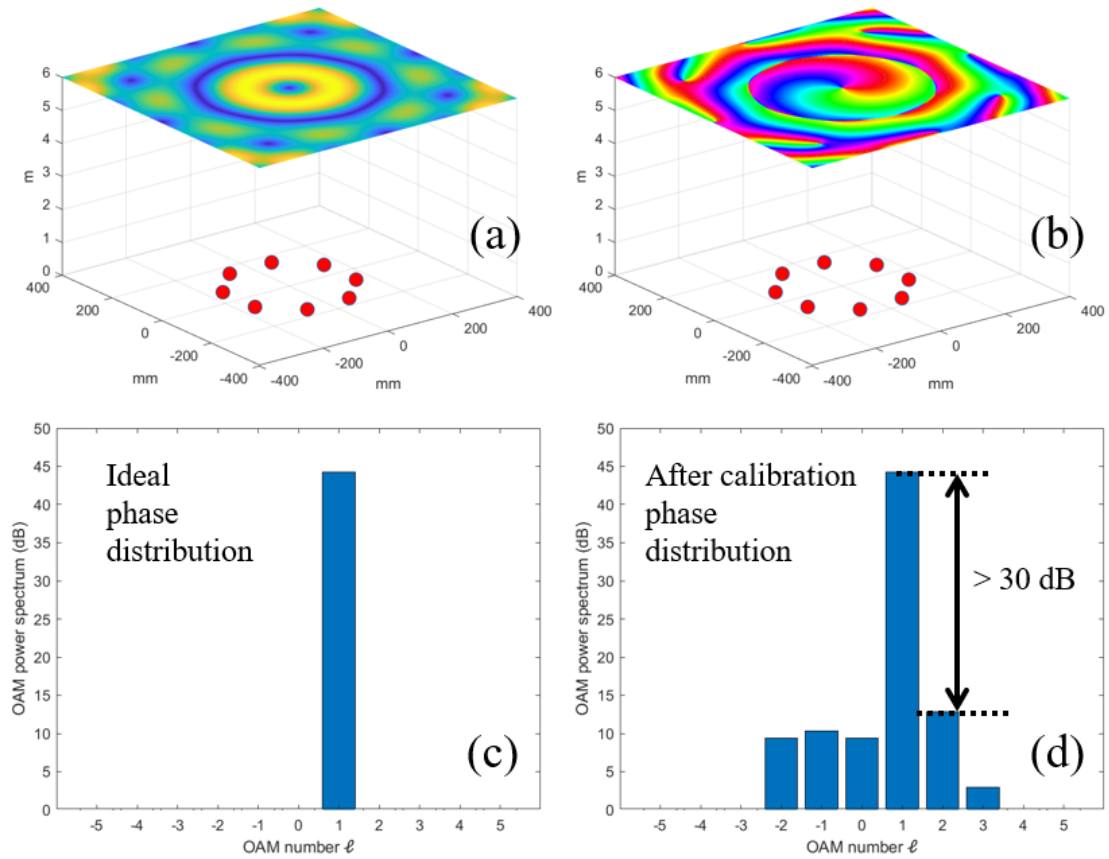 6
5
4
3
2
1
0
m
400
200
0
-200
-400
mm
-400
-200
0
200
400
mm
(a)
6
5
4
3
2
1
0
m
400
200
0
-200
-400
mm
-400
-200
0
200
400
mm
(b)
50
45
40
35
30
25
20
15
10
5
0
OAM power spectrum (dB)
Ideal
phase
distribution
(c)
-5 -4 -3 -2 -1 0 1 2 3 4 5
OAM number ℓ
50
45
40
35
30
25
20
15
10
5
0
OAM power spectrum (dB)
After calibration
phase
distribution
> 30 dB
(d)
-5 -4 -3 -2 -1 0 1 2 3 4 5
OAM number ℓ